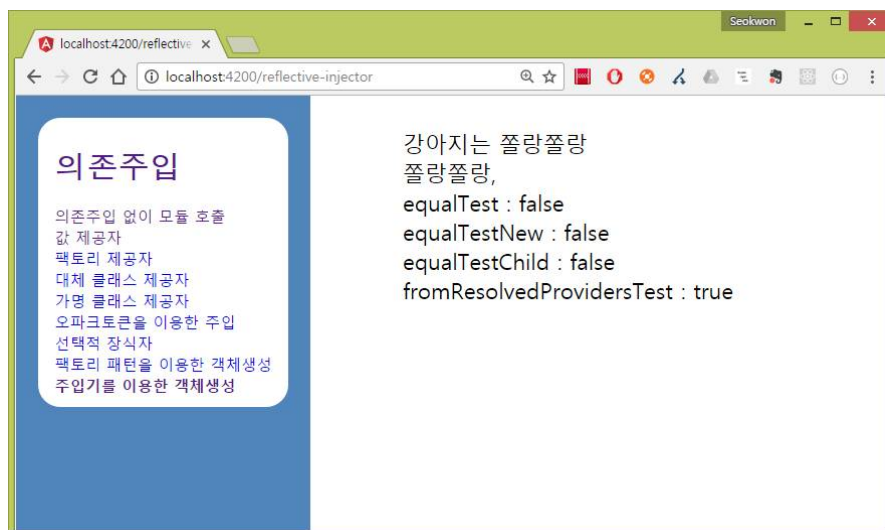 Seokwon
localhost:4200/reflective
localhost:4200/reflective-injector
의존주입
의존주입 없이 모듈 호출
값 제공자
팩토리 제공자
대체 클래스 제공자
가명 클래스 제공자
오파크토큰을 이용한 주입
선택적 장식자
팩토리 패턴을 이용한 객체생성
주입기를 이용한 객체생성
강아지는 쫄랑쫄랑
쫄랑쫄랑,
equalTest : false
equalTestNew : false
equalTestChild : false
fromResolvedProvidersTest : true